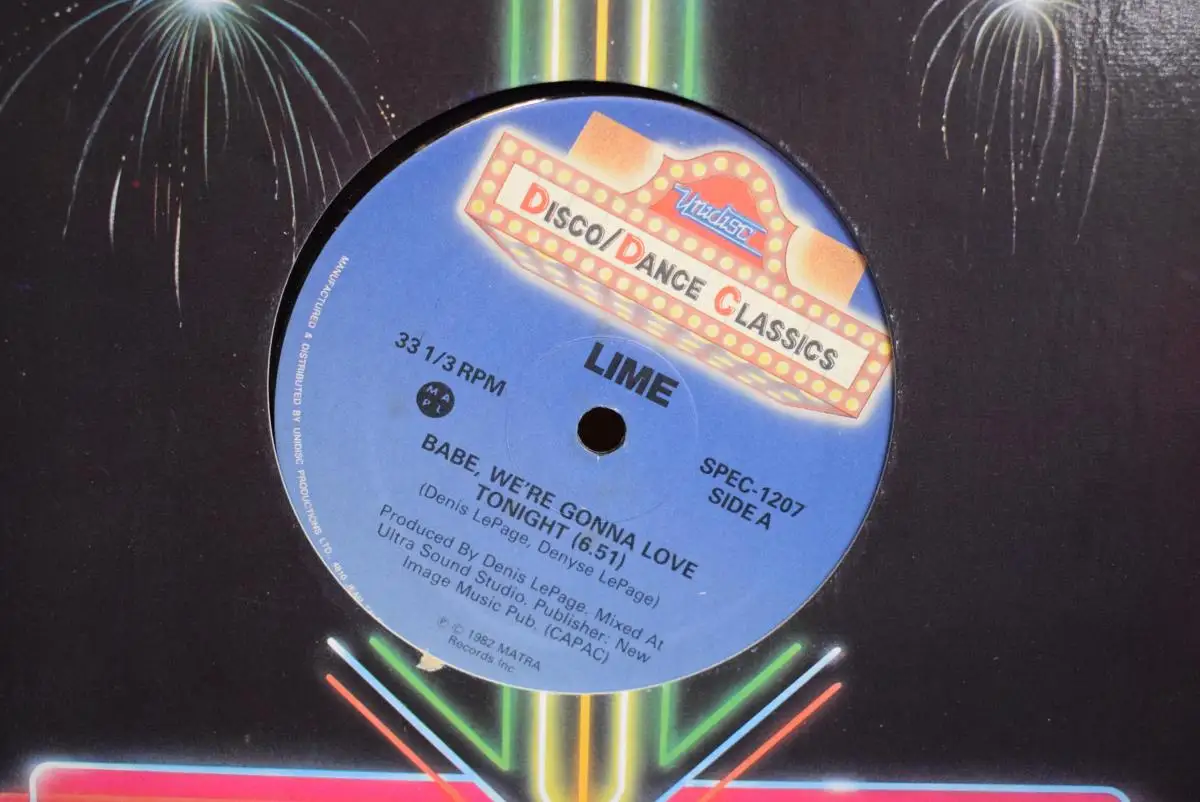 Unidisc
DISCO/DANCE CLASSICS
LIME
33 1/3 RPM
MAPL
SPEC-1207
SIDE A
BABE, WE'RE GONNA LOVE
TONIGHT (6.51)
(Denis LePage, Denyse LePage)
Produced By Denis LePage. Mixed At
Ultra Sound Studio. Publisher: New
Image Music Pub. (CAPAC)
℗ © 1982 MATRA
Records Inc
MANUFACTURED & DISTRIBUTED BY UNIDISC PRODUCTIONS LTD.